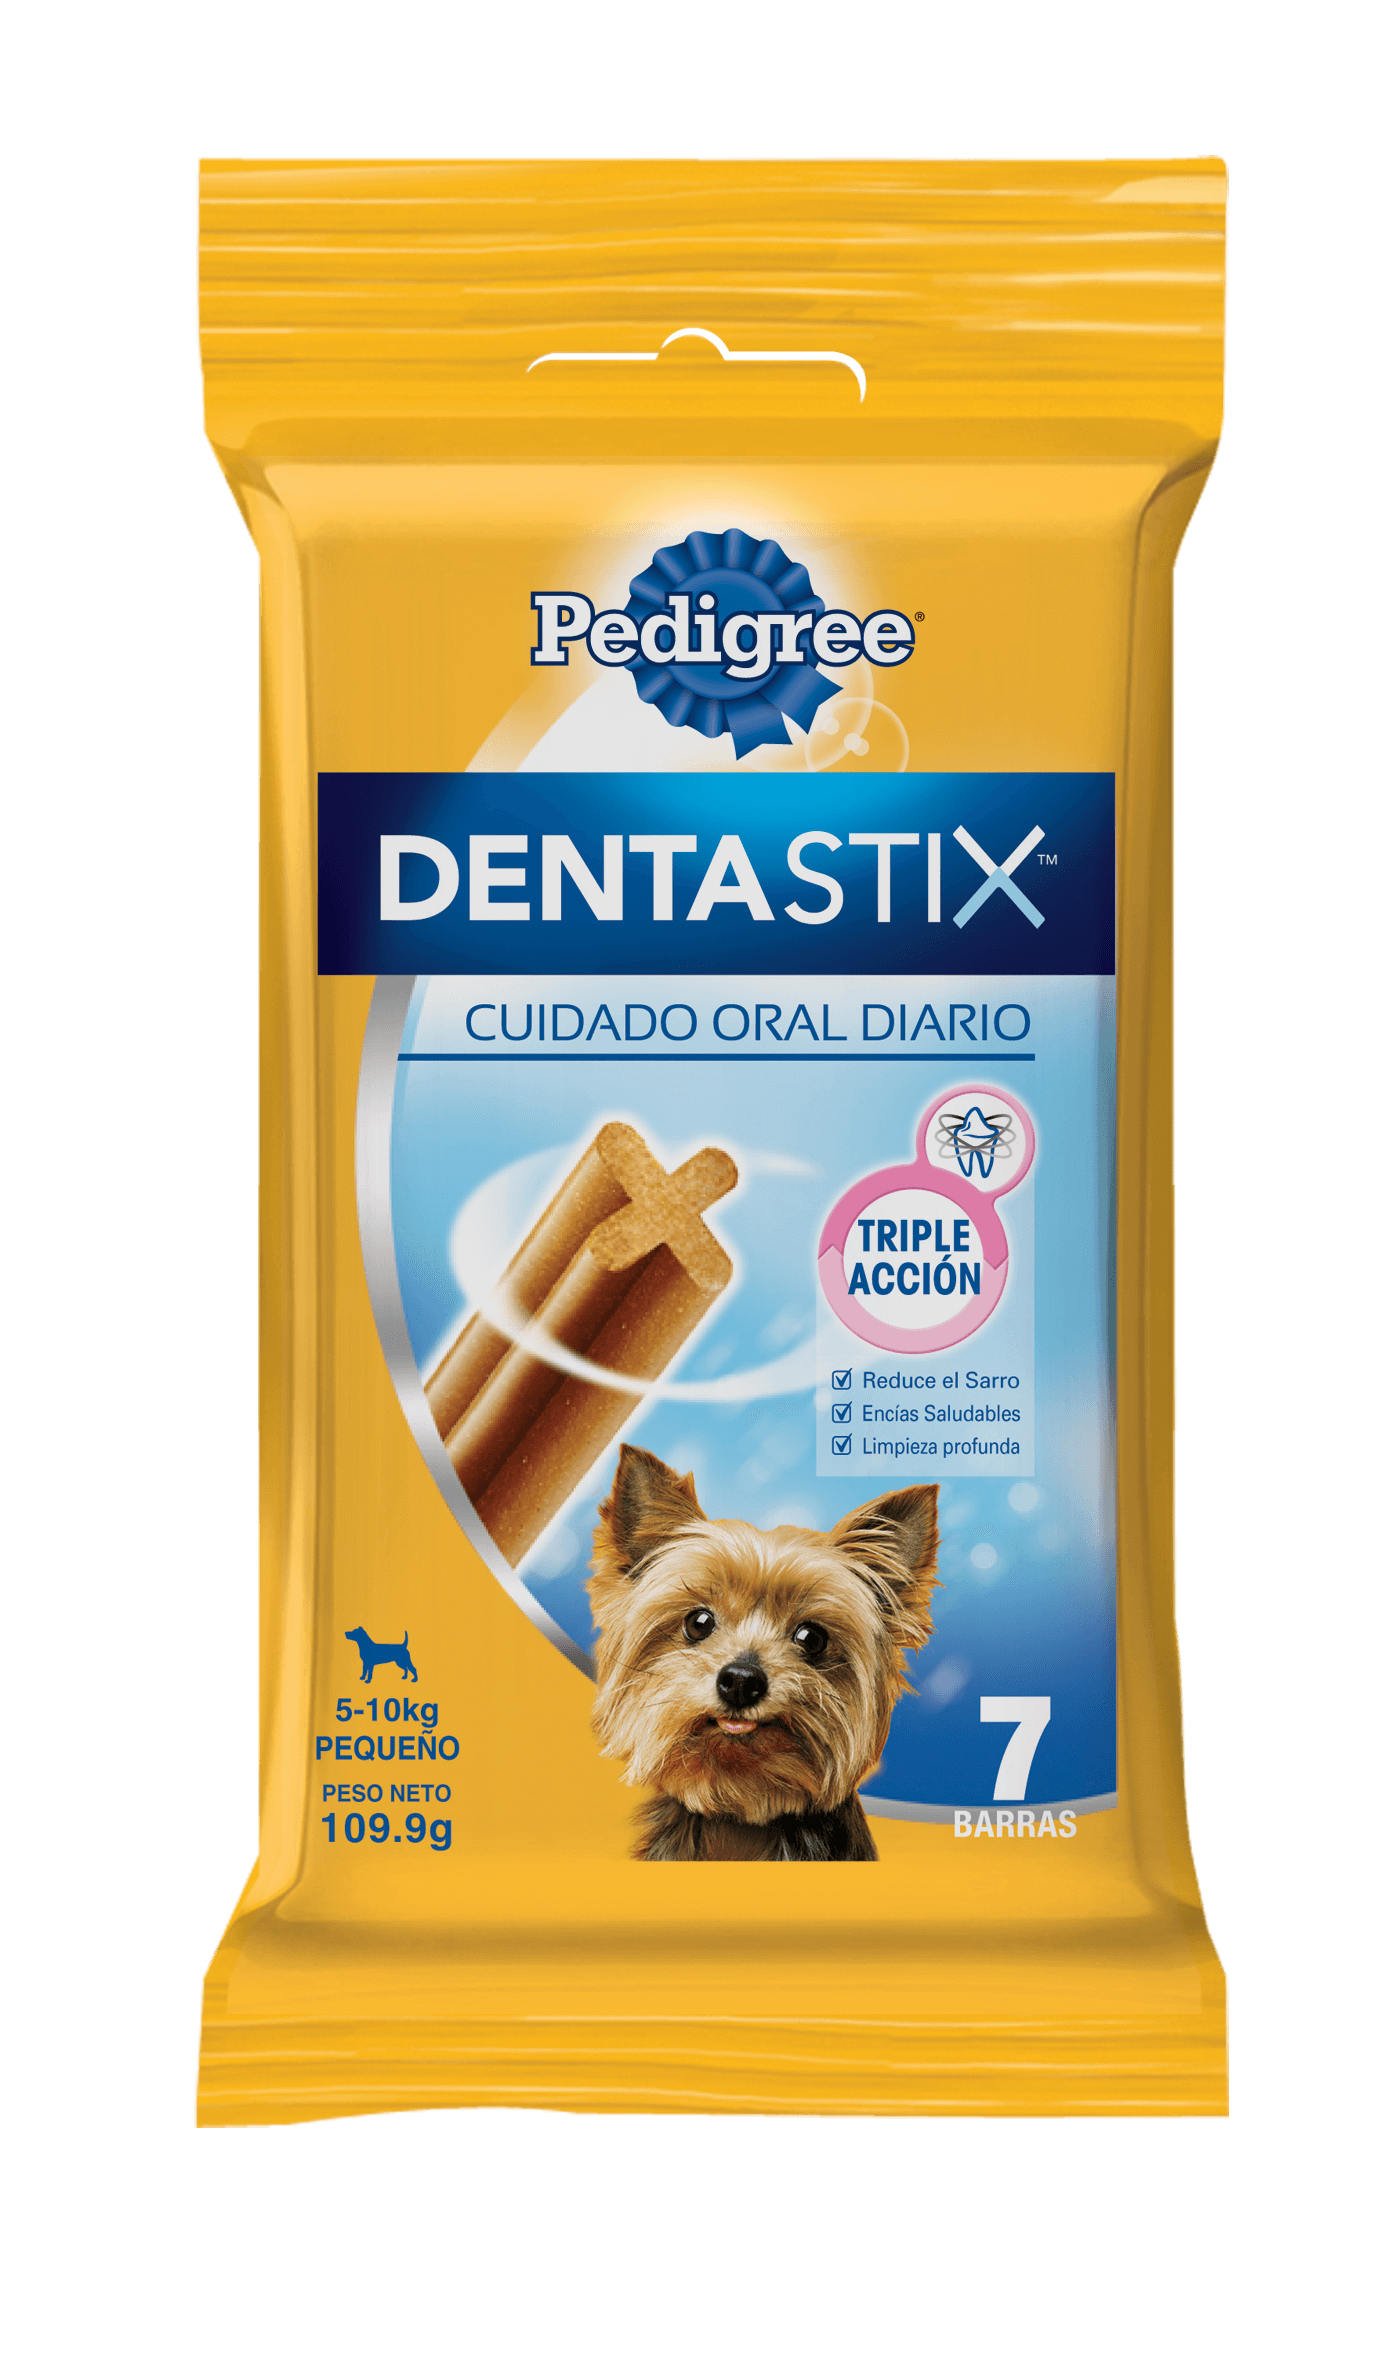 Pedigree®
DENTASTIX™
CUIDADO ORAL DIARIO
TRIPLE
ACCIÓN
Reduce el Sarro
Encías Saludables
Limpieza profunda
5-10kg
PEQUEÑO
PESO NETO
109.9g
7
BARRAS